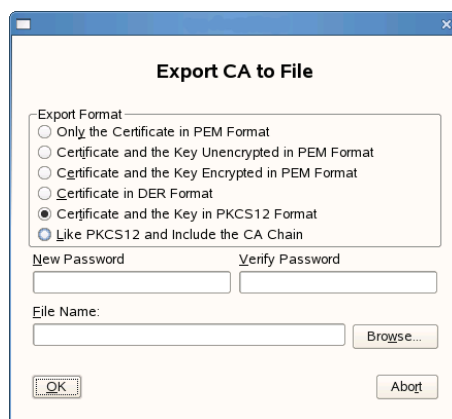 Export CA to File
Export Format
Only the Certificate in PEM Format
Certificate and the Key Unencrypted in PEM Format
Certificate and the Key Encrypted in PEM Format
Certificate in DER Format
Certificate and the Key in PKCS12 Format
Like PKCS12 and Include the CA Chain
New Password Verify Password
File Name:
Browse...
OK Abort